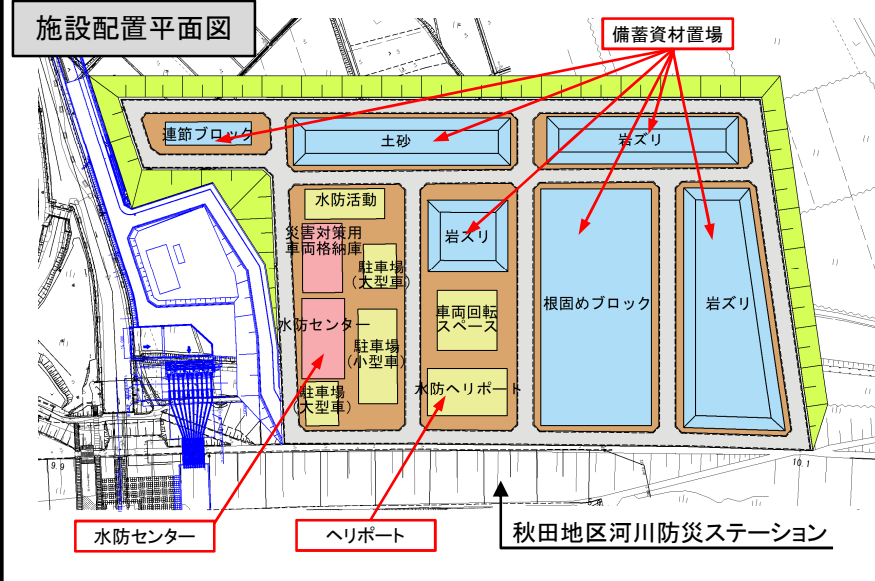 施設配置平面図
備蓄資材置場
連節ブロック
土砂
岩ズリ
水防活動
災害対策用
車両格納庫
駐車場
(大型車)
岩ズリ
根固めブロック
岩ズリ
水防センター
駐車場
(小型車)
車両回転
スペース
駐車場
(大型車)
水防ヘリポート
9.9
10.1
水防センター
ヘリポート
秋田地区河川防災ステーション